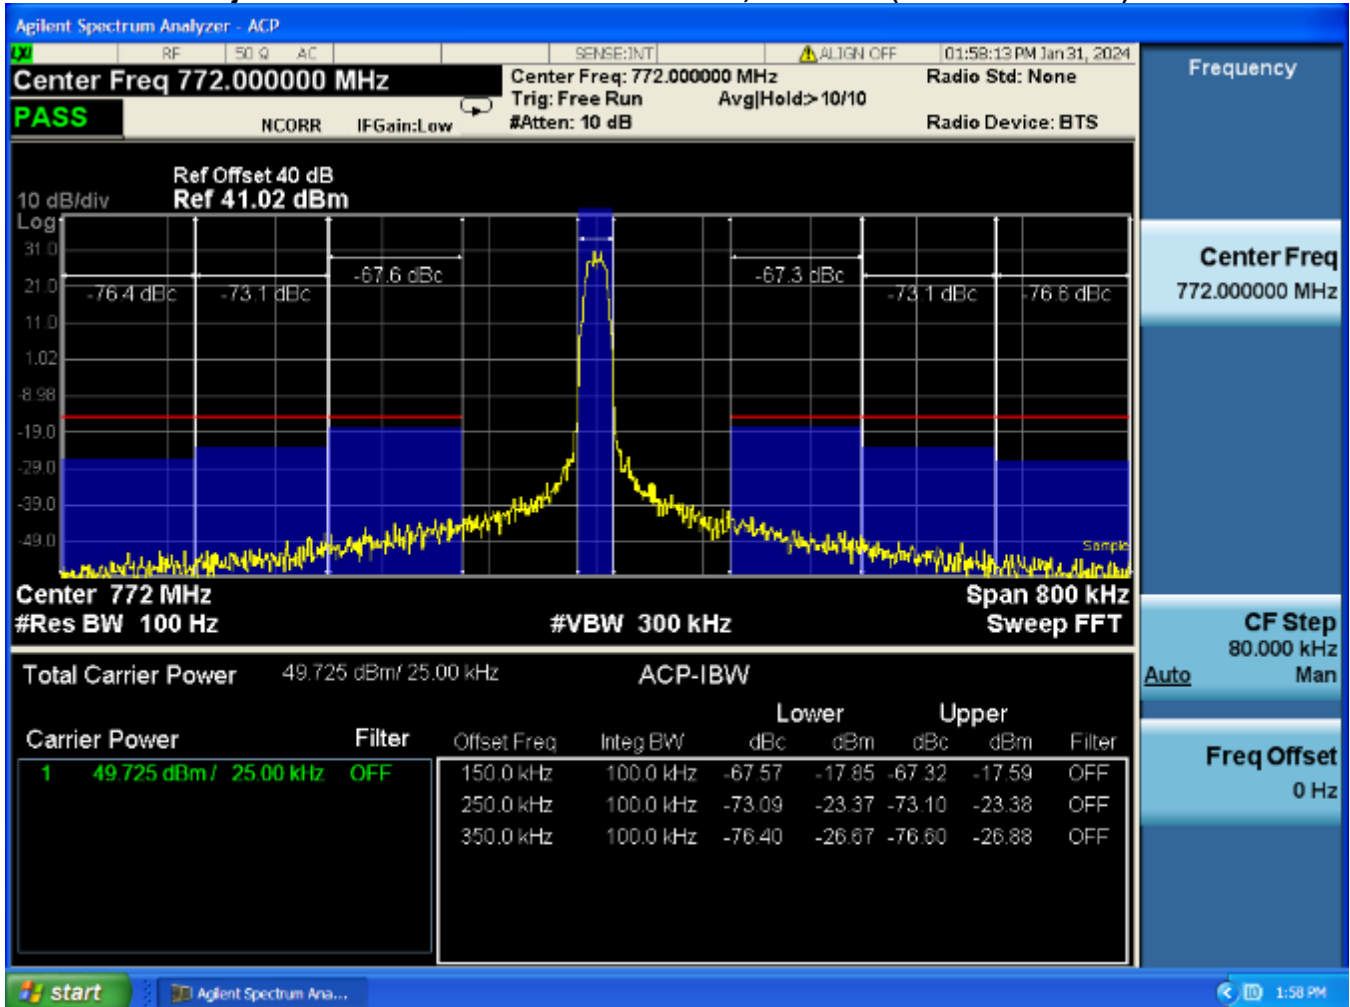 Agilent Spectrum Analyzer - ACP
LXI RF 50 Ω AC SENSE:INT ALIGN OFF 01:58:13 PM Jan 31, 2024
Center Freq 772.000000 MHz
Center Freq: 772.000000 MHz Radio Std: None
Trig: Free Run Avg|Hold:>10/10
PASS NCORR IFGain:Low #Atten: 10 dB Radio Device: BTS
Ref Offset 40 dB
10 dB/div Ref 41.02 dBm
Log
31.0
21.0
11.0
1.02
-8.98
-19.0
-29.0
-39.0
-49.0
-76.4 dBc -73.1 dBc -67.6 dBc -67.3 dBc -73.1 dBc -76.6 dBc
Sample
Center 772 MHz Span 800 kHz
#Res BW 100 Hz #VBW 300 kHz Sweep FFT
Total Carrier Power 49.725 dBm/ 25.00 kHz ACP-IBW
Lower Upper
Carrier Power Filter Offset Freq Integ BW dBc dBm dBc dBm Filter
1 49.725 dBm / 25.00 kHz OFF 150.0 kHz 100.0 kHz -67.57 -17.85 -67.32 -17.59 OFF
250.0 kHz 100.0 kHz -73.09 -23.37 -73.10 -23.38 OFF
350.0 kHz 100.0 kHz -76.40 -26.67 -76.60 -26.88 OFF
Frequency
Center Freq
772.000000 MHz
CF Step
80.000 kHz
Auto Man
Freq Offset
0 Hz
start Agilent Spectrum Ana... 1:58 PM